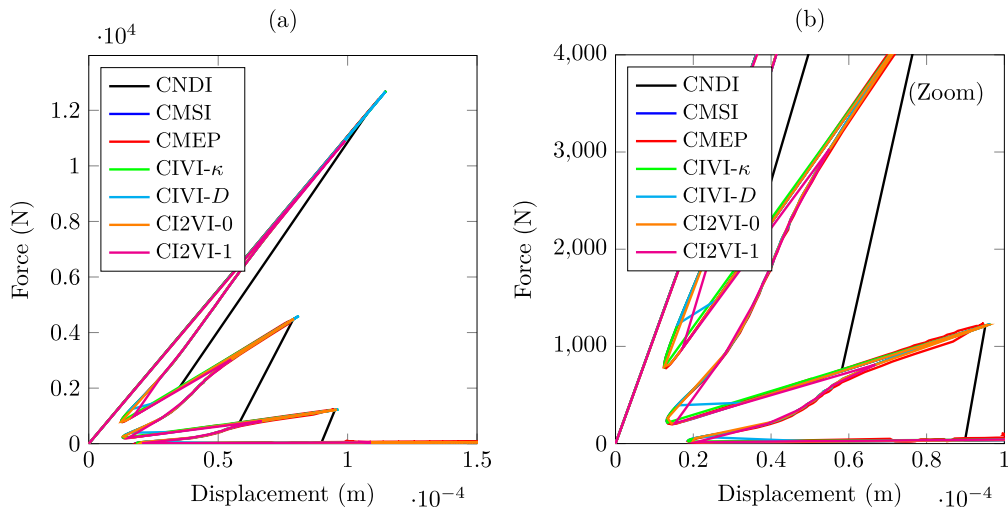 (a)
·10⁴
1.2
1
0.8
0.6
0.4
0.2
0
0
0.5
1
1.5
Force (N)
Displacement (m)
·10⁻⁴
CNDI
CMSI
CMEP
CIVI-κ
CIVI-D
CI2VI-0
CI2VI-1
(b)
4,000
3,000
2,000
1,000
0
0
0.2
0.4
0.6
0.8
1
Force (N)
Displacement (m)
·10⁻⁴
CNDI
CMSI
CMEP
CIVI-κ
CIVI-D
CI2VI-0
CI2VI-1
(Zoom)